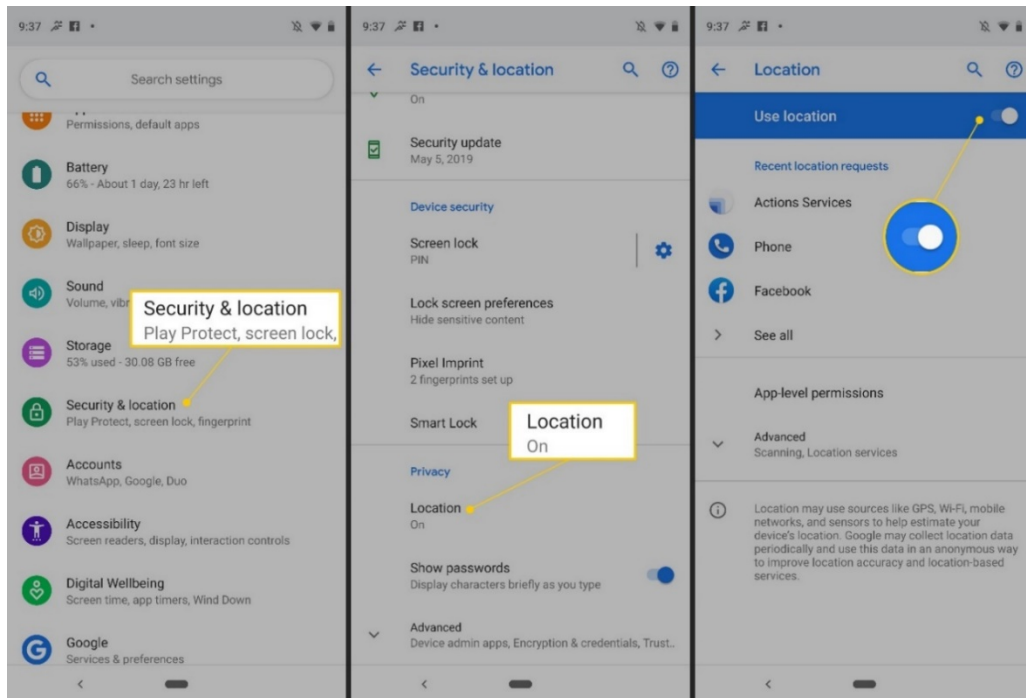 9:37
Search settings
Permissions, default apps
Battery
66% - About 1 day, 23 hr left
Display
Wallpaper, sleep, font size
Sound
Volume, vibr
Security & location
Play Protect, screen lock,
Storage
53% used - 30.08 GB free
Security & location
Play Protect, screen lock, fingerprint
Accounts
WhatsApp, Google, Duo
Accessibility
Screen readers, display, interaction controls
Digital Wellbeing
Screen time, app timers, Wind Down
Google
Services & preferences
9:37
Security & location
On
Security update
May 5, 2019
Device security
Screen lock
PIN
Lock screen preferences
Hide sensitive content
Pixel Imprint
2 fingerprints set up
Smart Lock
Location
On
Privacy
Location
On
Show passwords
Display characters briefly as you type
Advanced
Device admin apps, Encryption & credentials, Trust..
9:37
Location
Use location
Recent location requests
Actions Services
Phone
Facebook
See all
App-level permissions
Advanced
Scanning, Location services
Location may use sources like GPS, Wi-Fi, mobile
networks, and sensors to help estimate your
device's location. Google may collect location data
periodically and use this data in an anonymous way
to improve location accuracy and location-based
services.